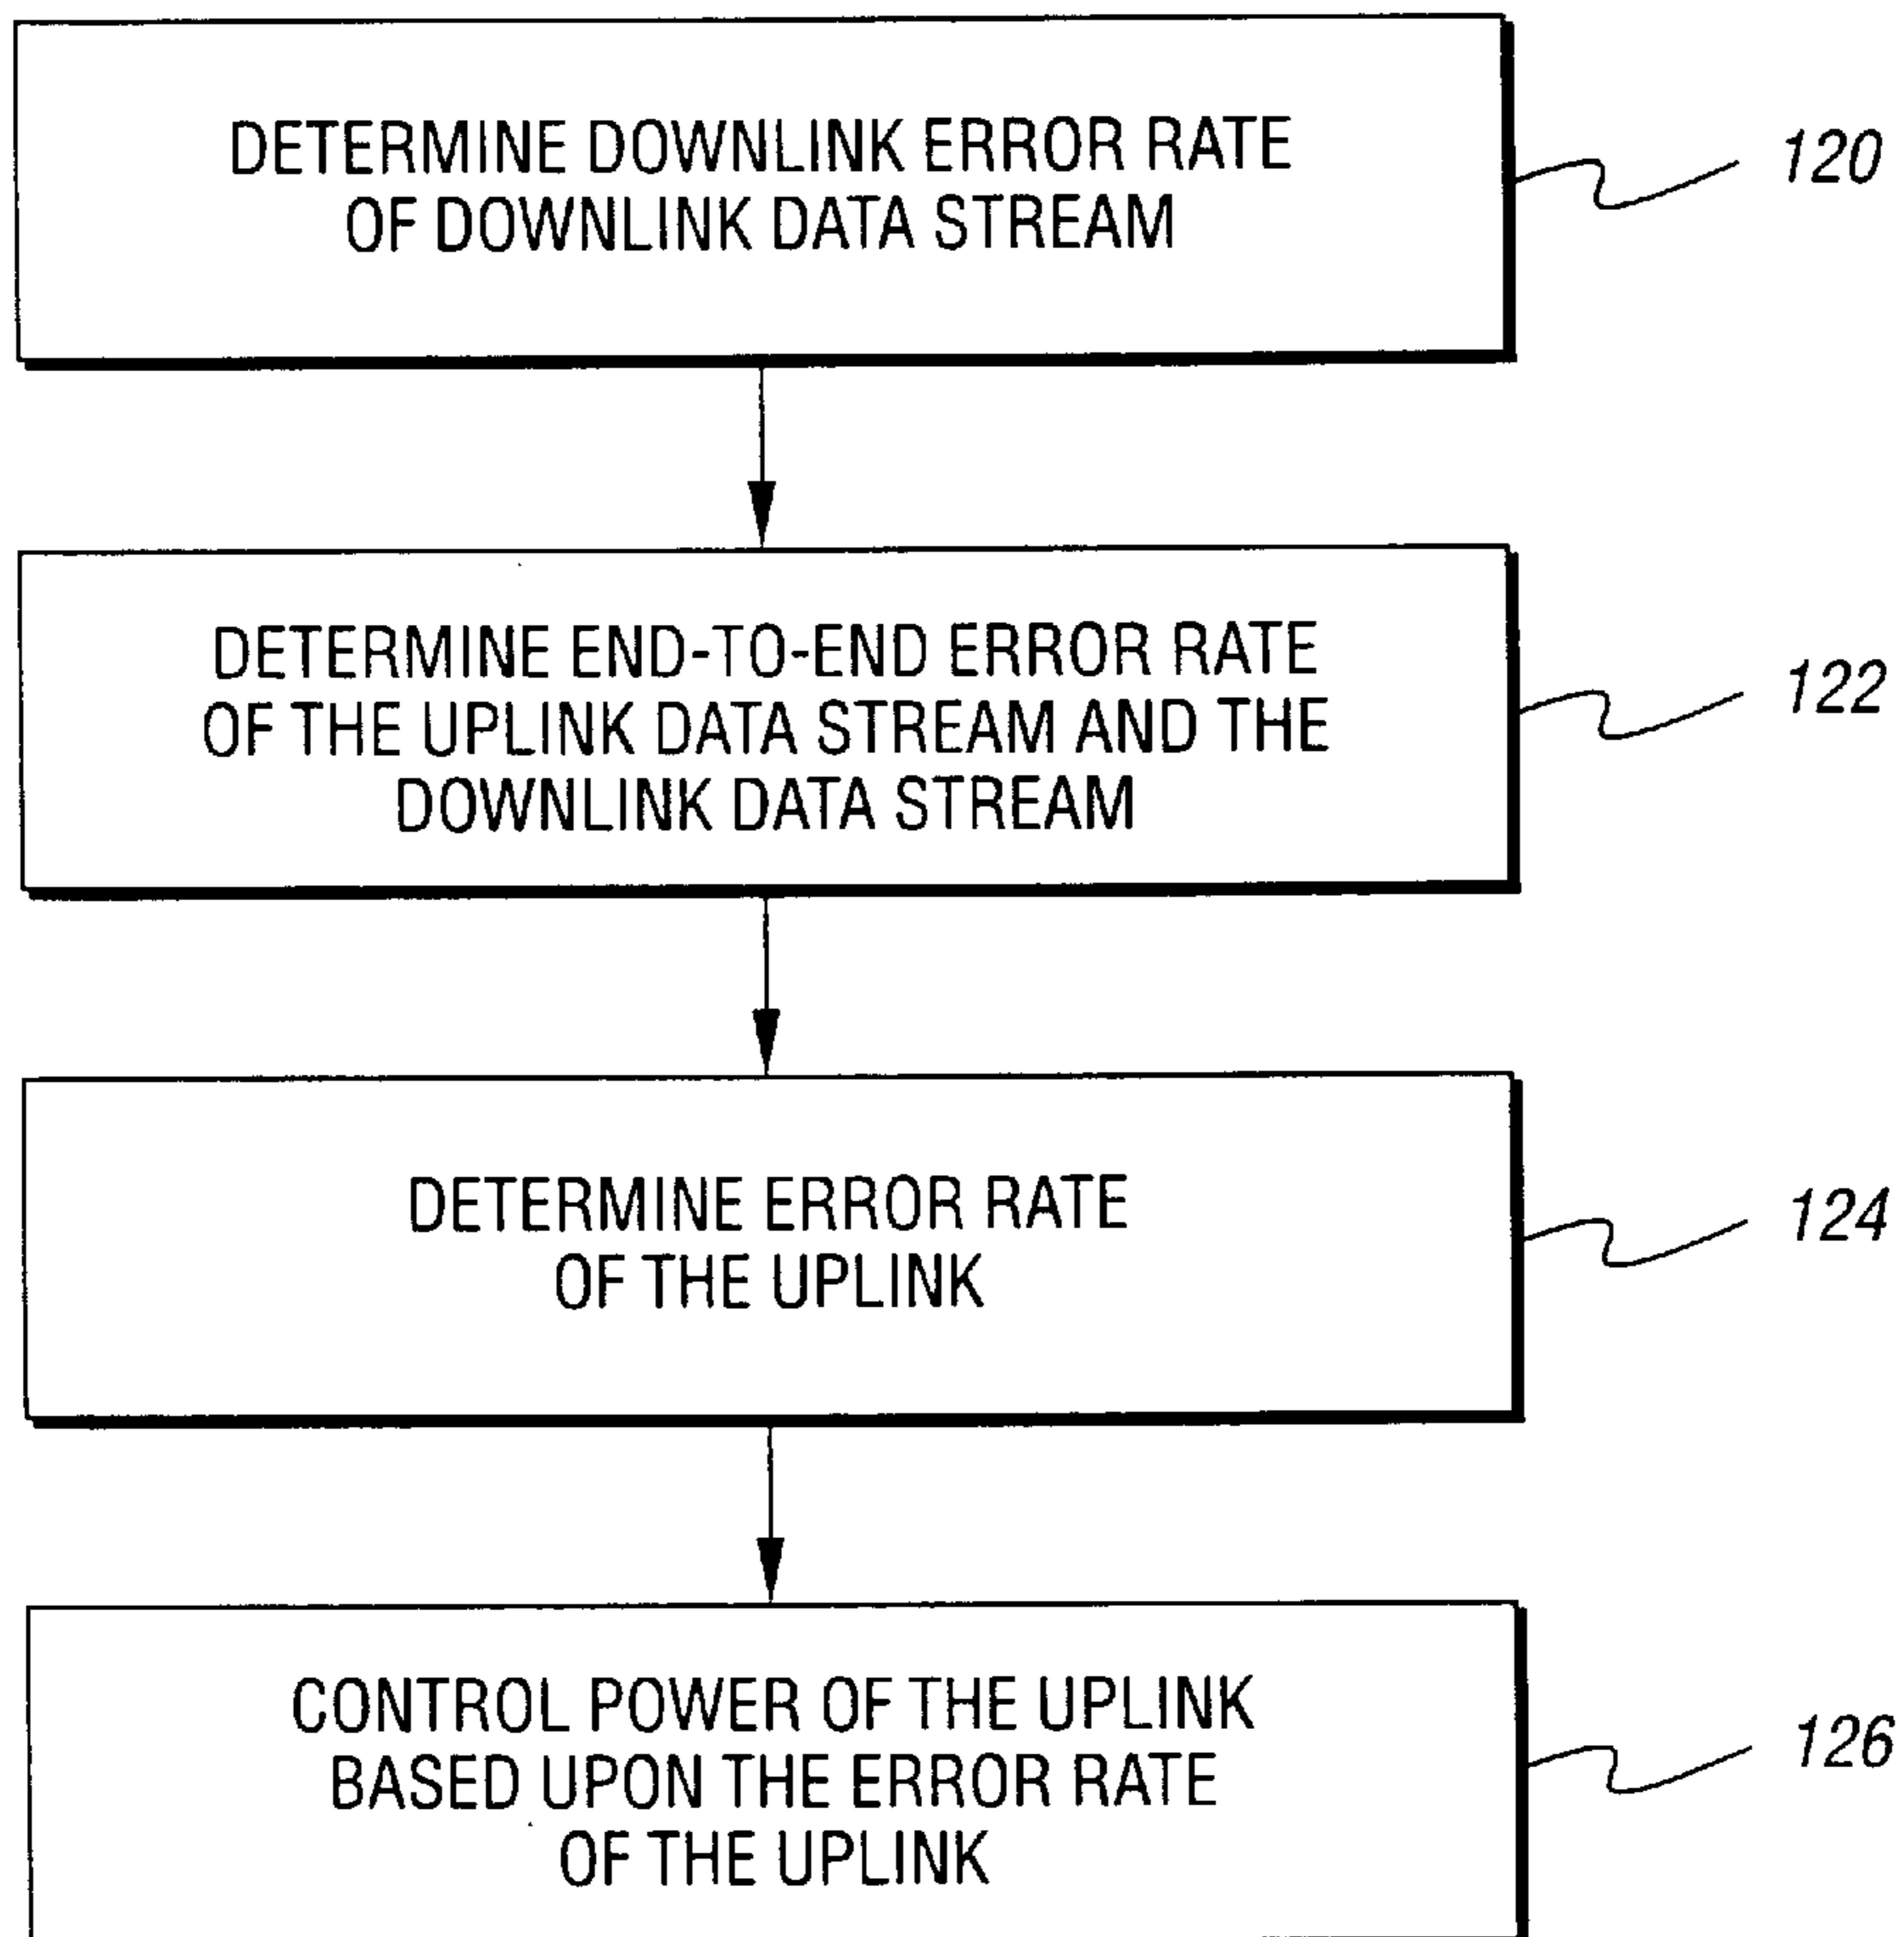 DETERMINE DOWNLINK ERROR RATE
OF DOWNLINK DATA STREAM
120
DETERMINE END-TO-END ERROR RATE
OF THE UPLINK DATA STREAM AND THE
DOWNLINK DATA STREAM
122
DETERMINE ERROR RATE
OF THE UPLINK
124
CONTROL POWER OF THE UPLINK
BASED UPON THE ERROR RATE
OF THE UPLINK
126